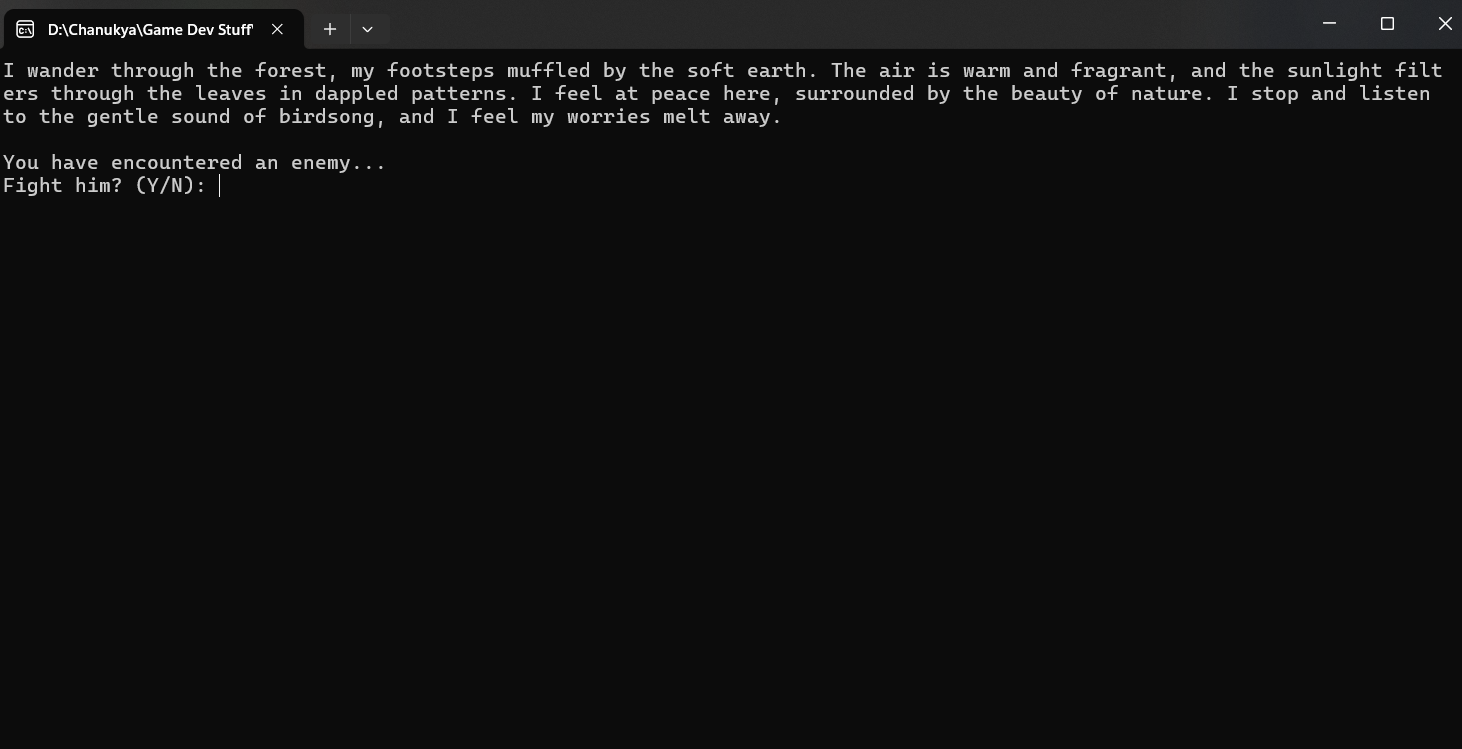 D:\Chanukya\Game Dev Stuff'
I wander through the forest, my footsteps muffled by the soft earth. The air is warm and fragrant, and the sunlight filt
ers through the leaves in dappled patterns. I feel at peace here, surrounded by the beauty of nature. I stop and listen
to the gentle sound of birdsong, and I feel my worries melt away.
You have encountered an enemy...
Fight him? (Y/N):